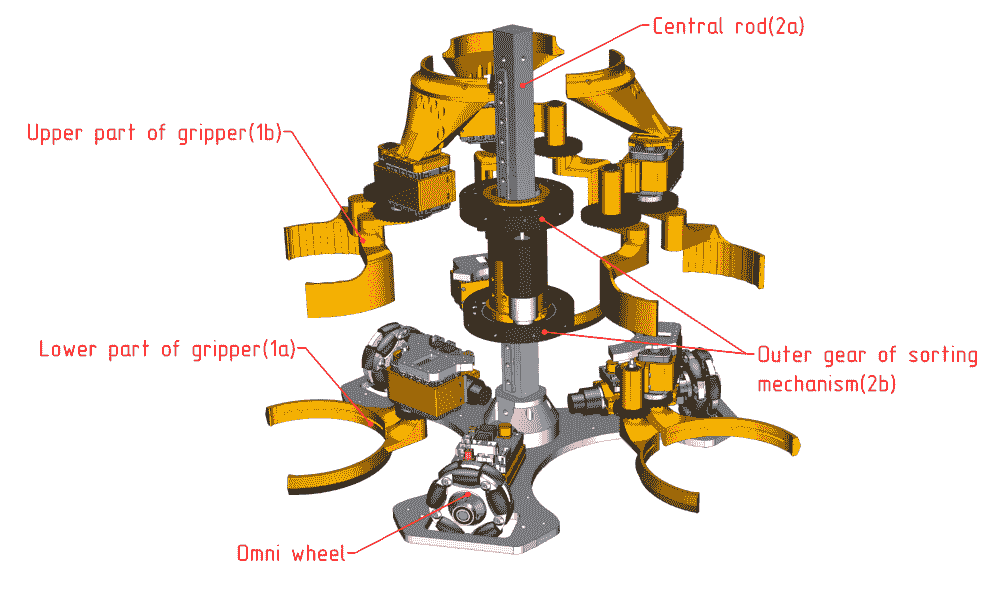 Central rod(2a)
Upper part of gripper(1b)
Lower part of gripper(1a)
Outer gear of sorting
mechanism(2b)
Omni wheel